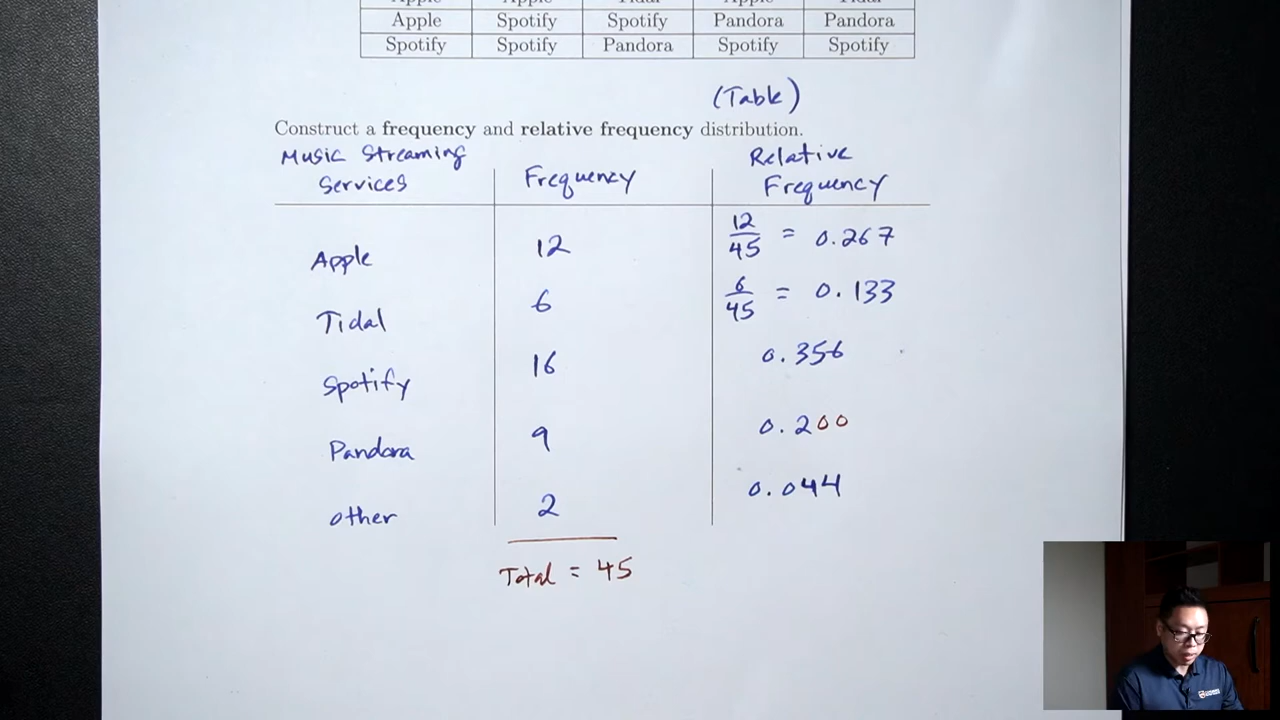 Apple Spotify Spotify Pandora Pandora
Spotify Spotify Pandora Spotify Spotify
(Table)
Construct a frequency and relative frequency distribution.
Music Streaming Services Frequency Relative Frequency
Apple 12 12/45 = 0.267
Tidal 6 6/45 = 0.133
Spotify 16 0.356
Pandora 9 0.200
other 2 0.044
Total = 45